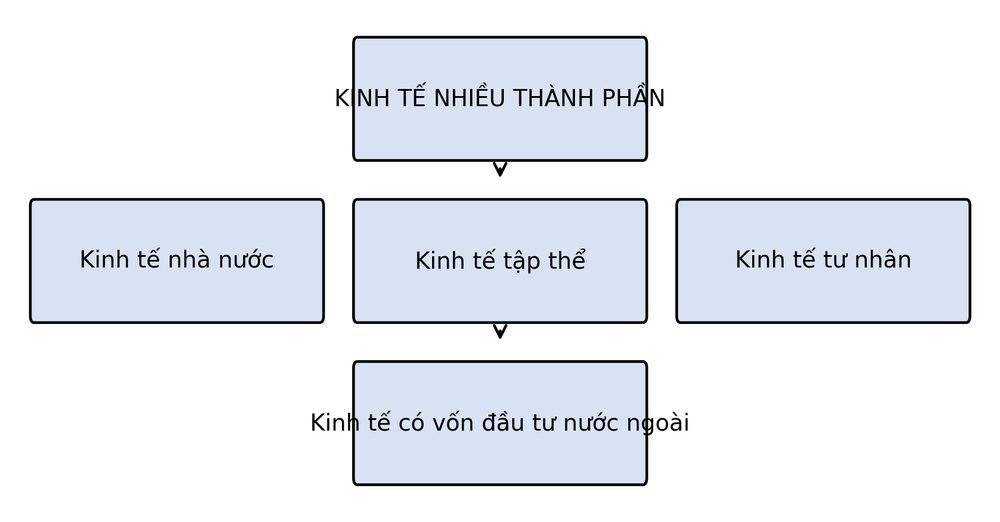 KINH TẾ NHIỀU THÀNH PHẦN
Kinh tế nhà nước
Kinh tế tập thể
Kinh tế tư nhân
Kinh tế có vốn đầu tư nước ngoài